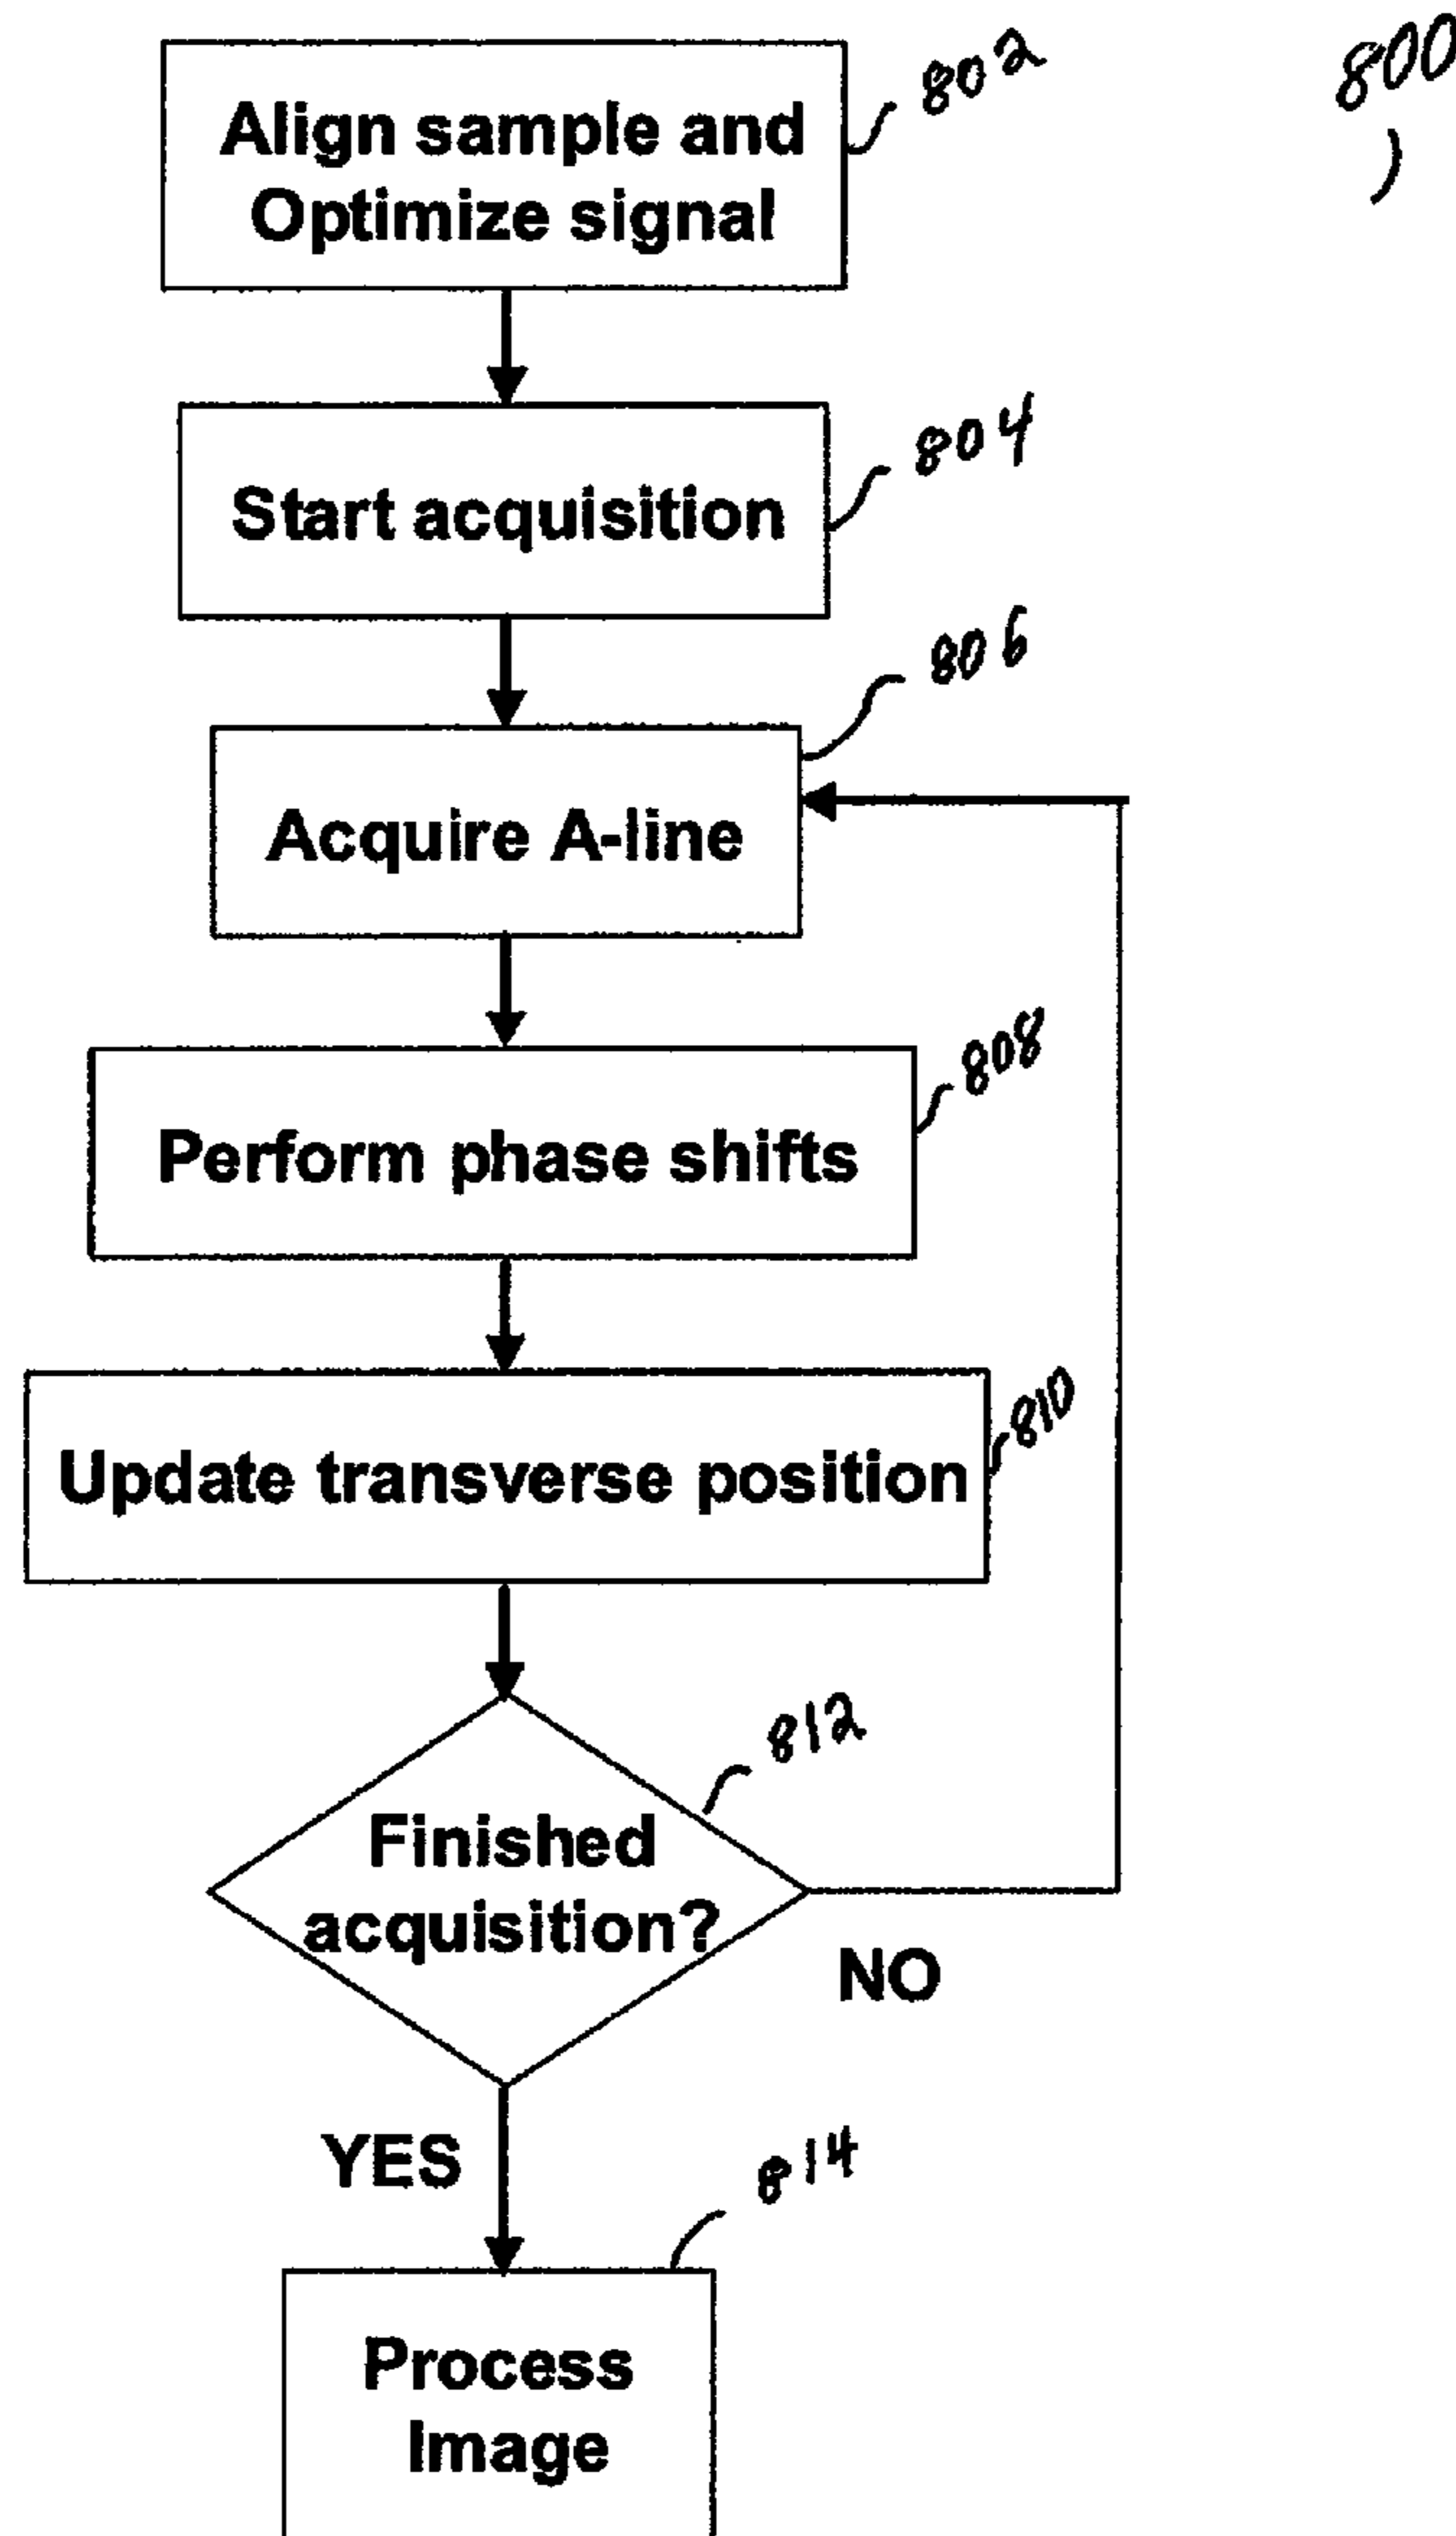 800
802
Align sample and
Optimize signal
804
Start acquisition
806
Acquire A-line
808
Perform phase shifts
810
Update transverse position
812
Finished
acquisition?
NO
YES
814
Process
Image